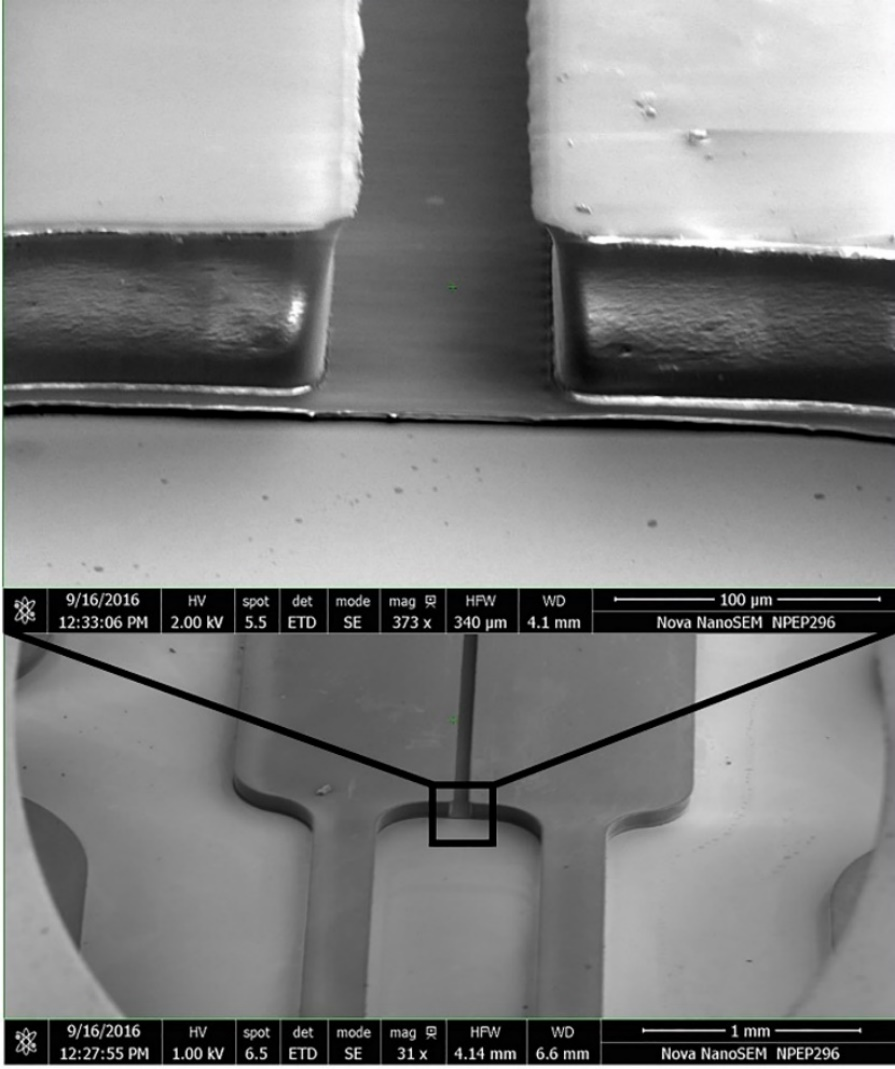 9/16/2016 HV spot det mode mag HFW WD 100 µm
12:33:06 PM 2.00 kV 5.5 ETD SE 373 x 340 µm 4.1 mm Nova NanoSEM NPEP296
9/16/2016 HV spot det mode mag HFW WD 1 mm
12:27:55 PM 1.00 kV 6.5 ETD SE 31 x 4.14 mm 6.6 mm Nova NanoSEM NPEP296